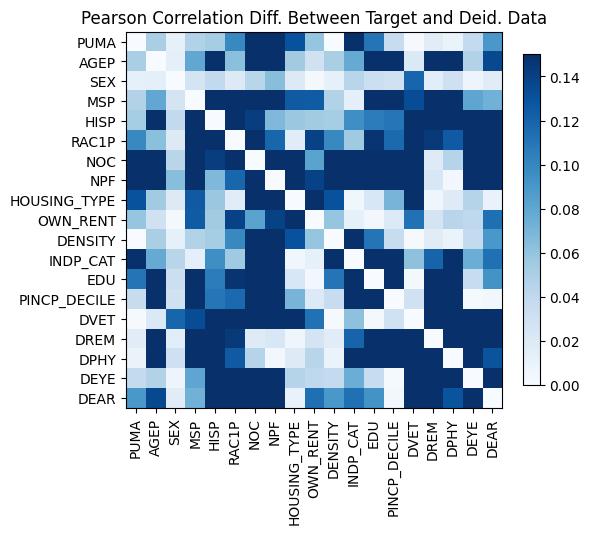 Pearson Correlation Diff. Between Target and Deid. Data
PUMA
AGEP
SEX
MSP
HISP
RAC1P
NOC
NPF
HOUSING_TYPE
OWN_RENT
DENSITY
INDP_CAT
EDU
PINCP_DECILE
DVET
DREM
DPHY
DEYE
DEAR
0.14
0.12
0.10
0.08
0.06
0.04
0.02
0.00
PUMA
AGEP
SEX
MSP
HISP
RAC1P
NOC
NPF
HOUSING_TYPE
OWN_RENT
DENSITY
INDP_CAT
EDU
PINCP_DECILE
DVET
DREM
DPHY
DEYE
DEAR